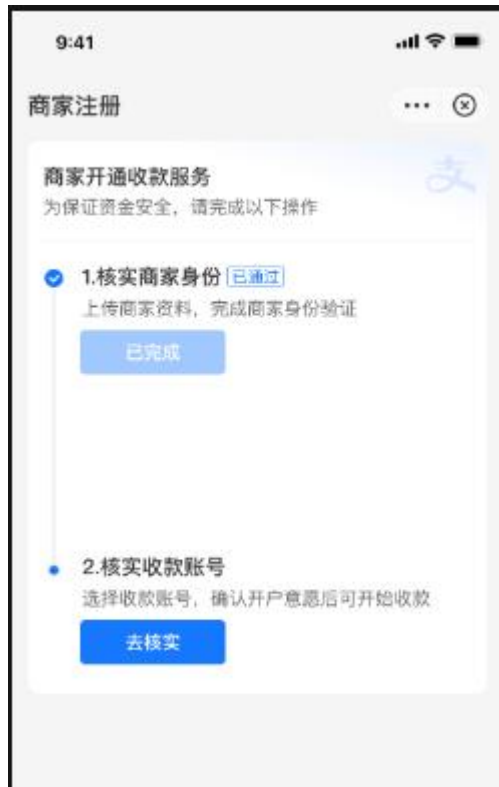 9:41
商家注册
支
商家开通收款服务
为保证资金安全，请完成以下操作
1.核实商家身份 已通过
上传商家资料，完成商家身份验证
已完成
2.核实收款账号
选择收款账号，确认开户意愿后可开始收款
去核实